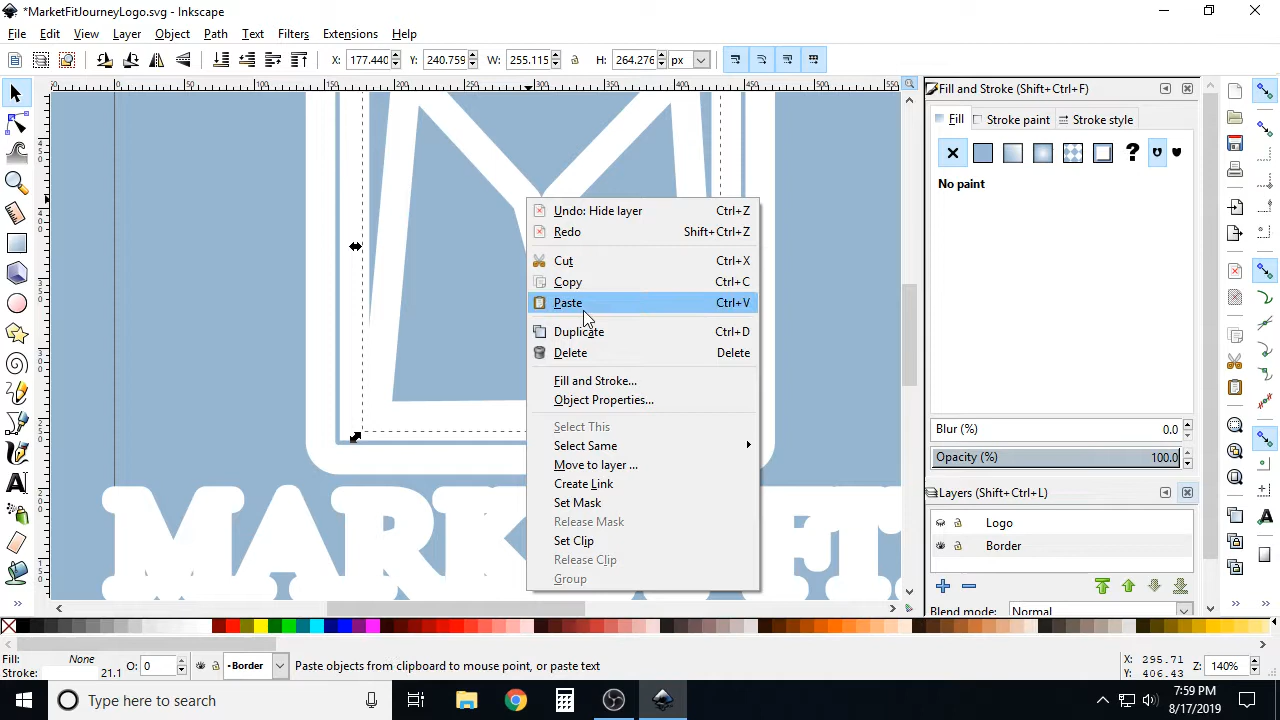 *MarketFitJourneyLogo.svg - Inkscape
File Edit View Layer Object Path Text Filters Extensions Help
X: 177.440 Y: 240.759 W: 255.115 H: 264.276 px
Fill and Stroke (Shift+Ctrl+F)
Fill Stroke paint Stroke style
No paint
Undo: Hide layer Ctrl+Z
Redo Shift+Ctrl+Z
Cut Ctrl+X
Copy Ctrl+C
Paste Ctrl+V
Duplicate Ctrl+D
Delete Delete
Fill and Stroke...
Object Properties...
Select This
Select Same
Move to layer ...
Create Link
Set Mask
Release Mask
Set Clip
Release Clip
Group
Blur (%) 0.0
Opacity (%) 100.0
Layers (Shift+Ctrl+L)
Logo
Border
Blend mode: Normal
Fill: None
Stroke: 21.1
O: 0
Border
Paste objects from clipboard to mouse point, or paste text
X: 295.71
Y: 406.43
Z: 140%
Type here to search
7:59 PM
8/17/2019